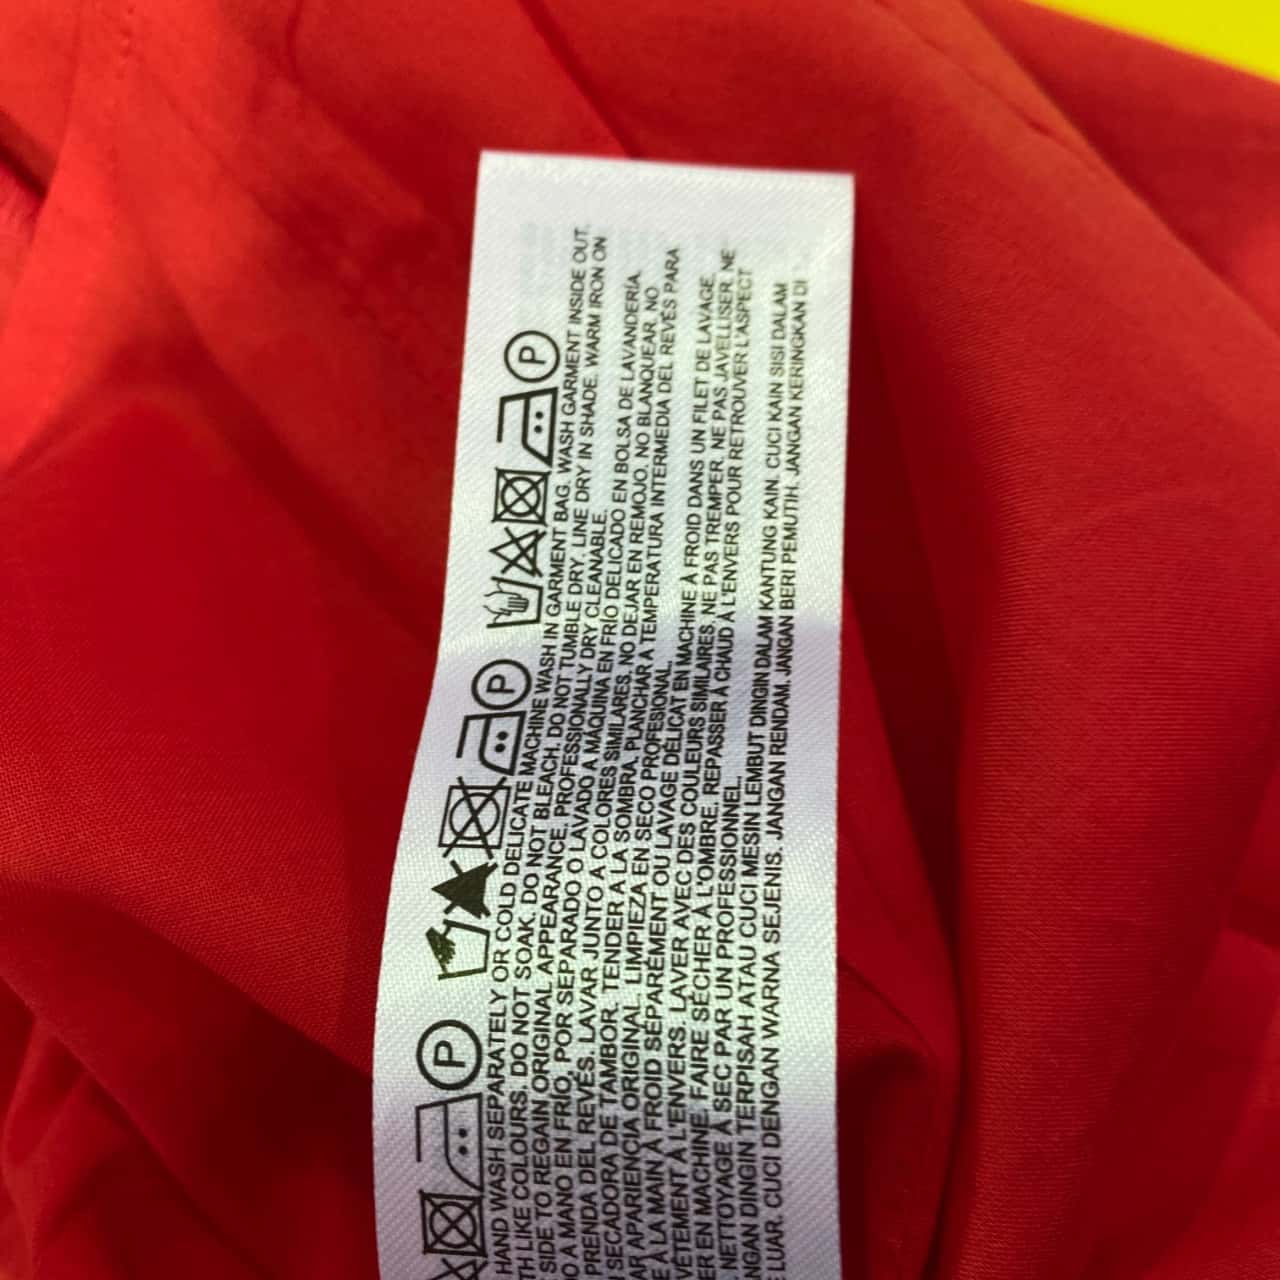 P
P
P
HAND WASH SEPARATELY OR COLD DELICATE MACHINE WASH IN GARMENT BAG. WASH GARMENT INSIDE OUT.
LIKE COLOURS. DO NOT SOAK. DO NOT BLEACH. DO NOT TUMBLE DRY. LINE DRY IN SHADE. WARM IRON ON
SIDE TO REGAIN ORIGINAL APPEARANCE. PROFESSIONALLY DRY CLEANABLE.
A MANO EN FRÍO, POR SEPARADO O LAVADO A MÁQUINA EN FRÍO DELICADO EN BOLSA DE LAVANDERÍA.
PRENDA DEL REVÉS. LAVAR JUNTO A COLORES SIMILARES. NO DEJAR EN REMOJO. NO BLANQUEAR. NO
SECADORA DE TAMBOR. TENDER A LA SOMBRA. PLANCHAR A TEMPERATURA INTERMEDIA DEL REVÉS PARA
APARIENCIA ORIGINAL. LIMPIEZA EN SECO PROFESIONAL.
À LA MAIN À FROID SÉPARÉMENT OU LAVAGE DÉLICAT EN MACHINE À FROID DANS UN FILET DE LAVAGE.
VÊTEMENT À L'ENVERS. LAVER AVEC DES COULEURS SIMILAIRES. NE PAS TREMPER. NE PAS JAVELLISER. NE
EN MACHINE. FAIRE SÉCHER À L'OMBRE. REPASSER À CHAUD À L'ENVERS POUR RETROUVER L'ASPECT
NETTOYAGE À SEC PAR UN PROFESSIONNEL.
DINGIN TERPISAH ATAU CUCI MESIN LEMBUT DINGIN DALAM KANTUNG KAIN. CUCI KAIN SISI DALAM
LUAR. CUCI DENGAN WARNA SEJENIS. JANGAN RENDAM. JANGAN BERI PEMUTIH. JANGAN KERINGKAN DI